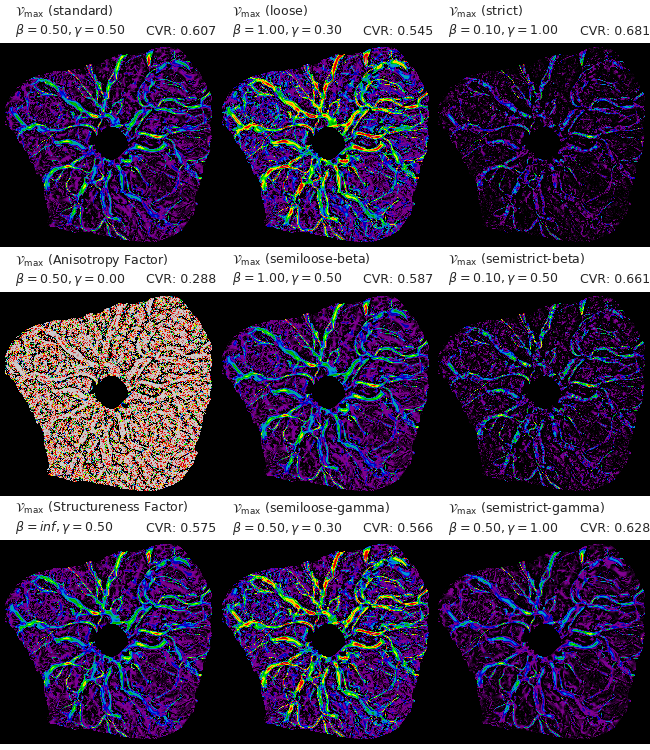 𝒱max (standard)
β = 0.50, γ = 0.50 CVR: 0.607
𝒱max (loose)
β = 1.00, γ = 0.30 CVR: 0.545
𝒱max (strict)
β = 0.10, γ = 1.00 CVR: 0.681
𝒱max (Anisotropy Factor)
β = 0.50, γ = 0.00 CVR: 0.288
𝒱max (semiloose-beta)
β = 1.00, γ = 0.50 CVR: 0.587
𝒱max (semistrict-beta)
β = 0.10, γ = 0.50 CVR: 0.661
𝒱max (Structureness Factor)
β = inf, γ = 0.50 CVR: 0.575
𝒱max (semiloose-gamma)
β = 0.50, γ = 0.30 CVR: 0.566
𝒱max (semistrict-gamma)
β = 0.50, γ = 1.00 CVR: 0.628